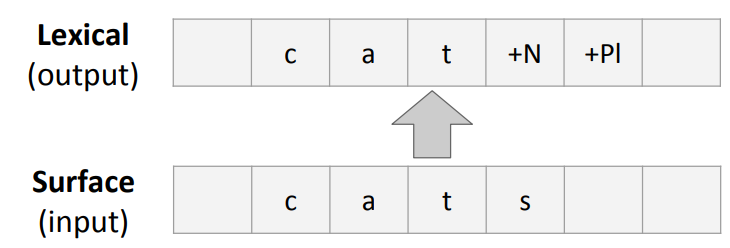 Lexical
(output)
c a t +N +Pl
Surface
(input)
c a t s